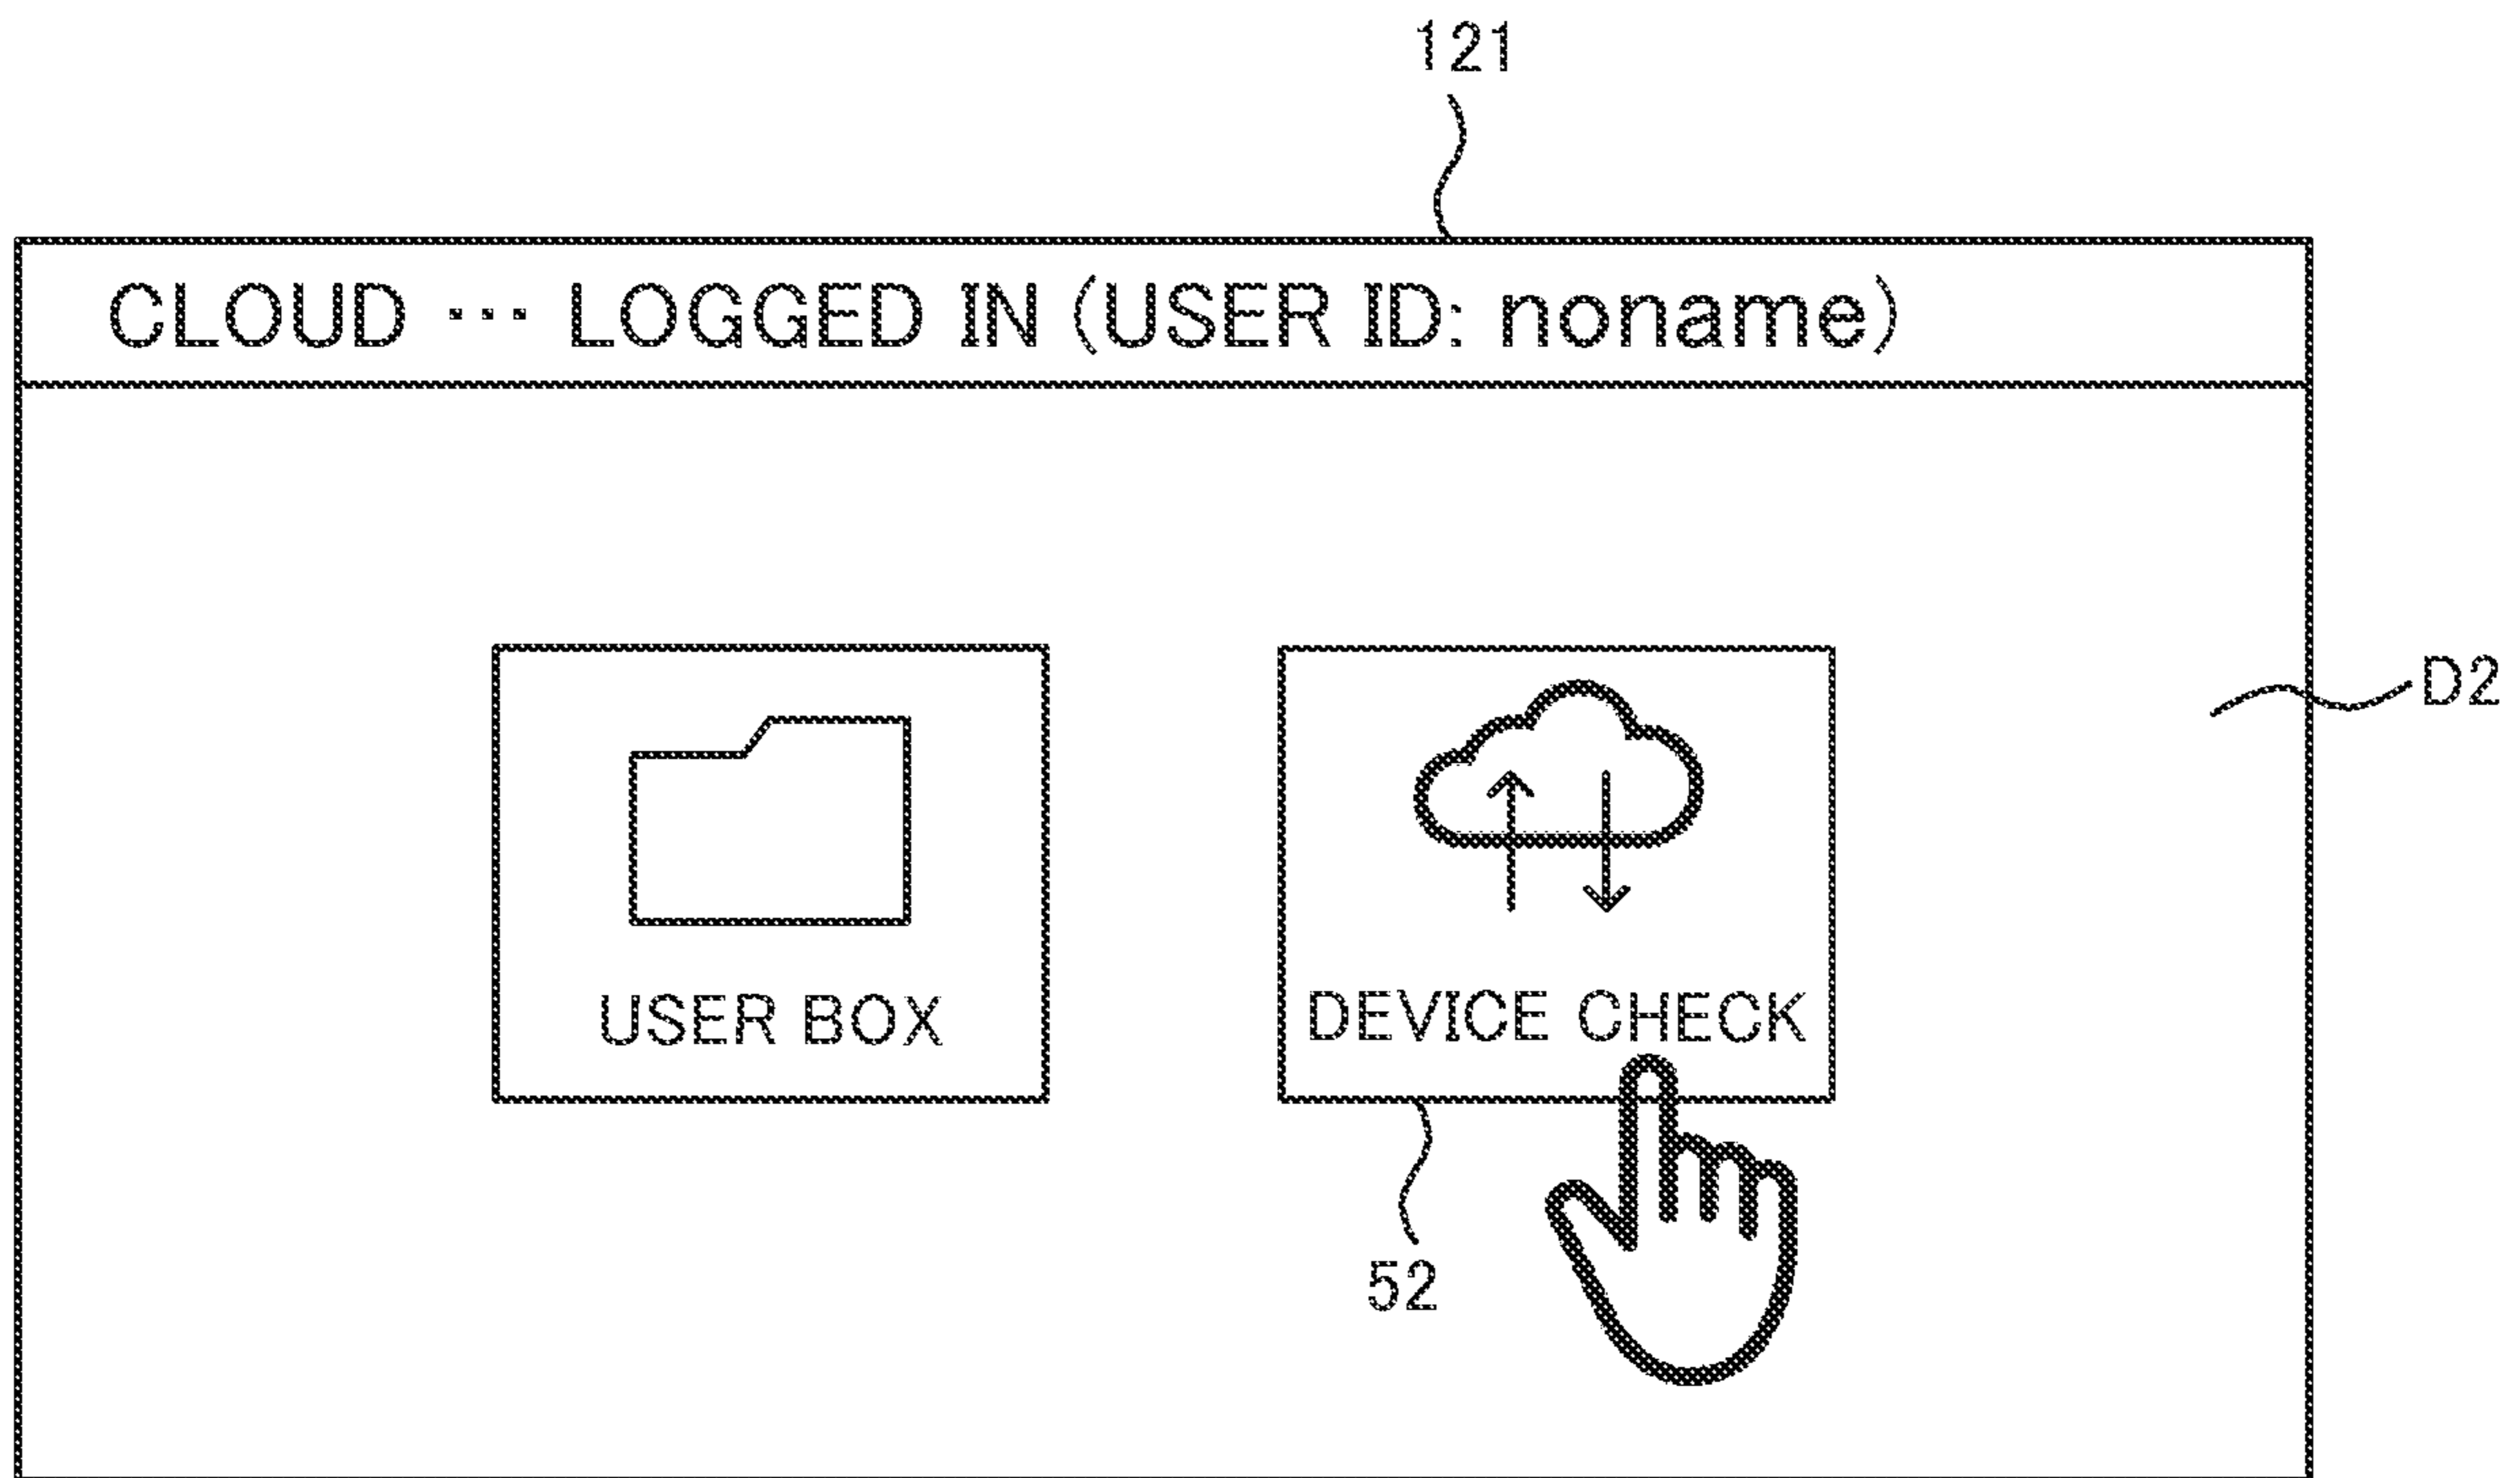 121
CLOUD ··· LOGGED IN (USER ID: noname)
D2
USER BOX
DEVICE CHECK
52